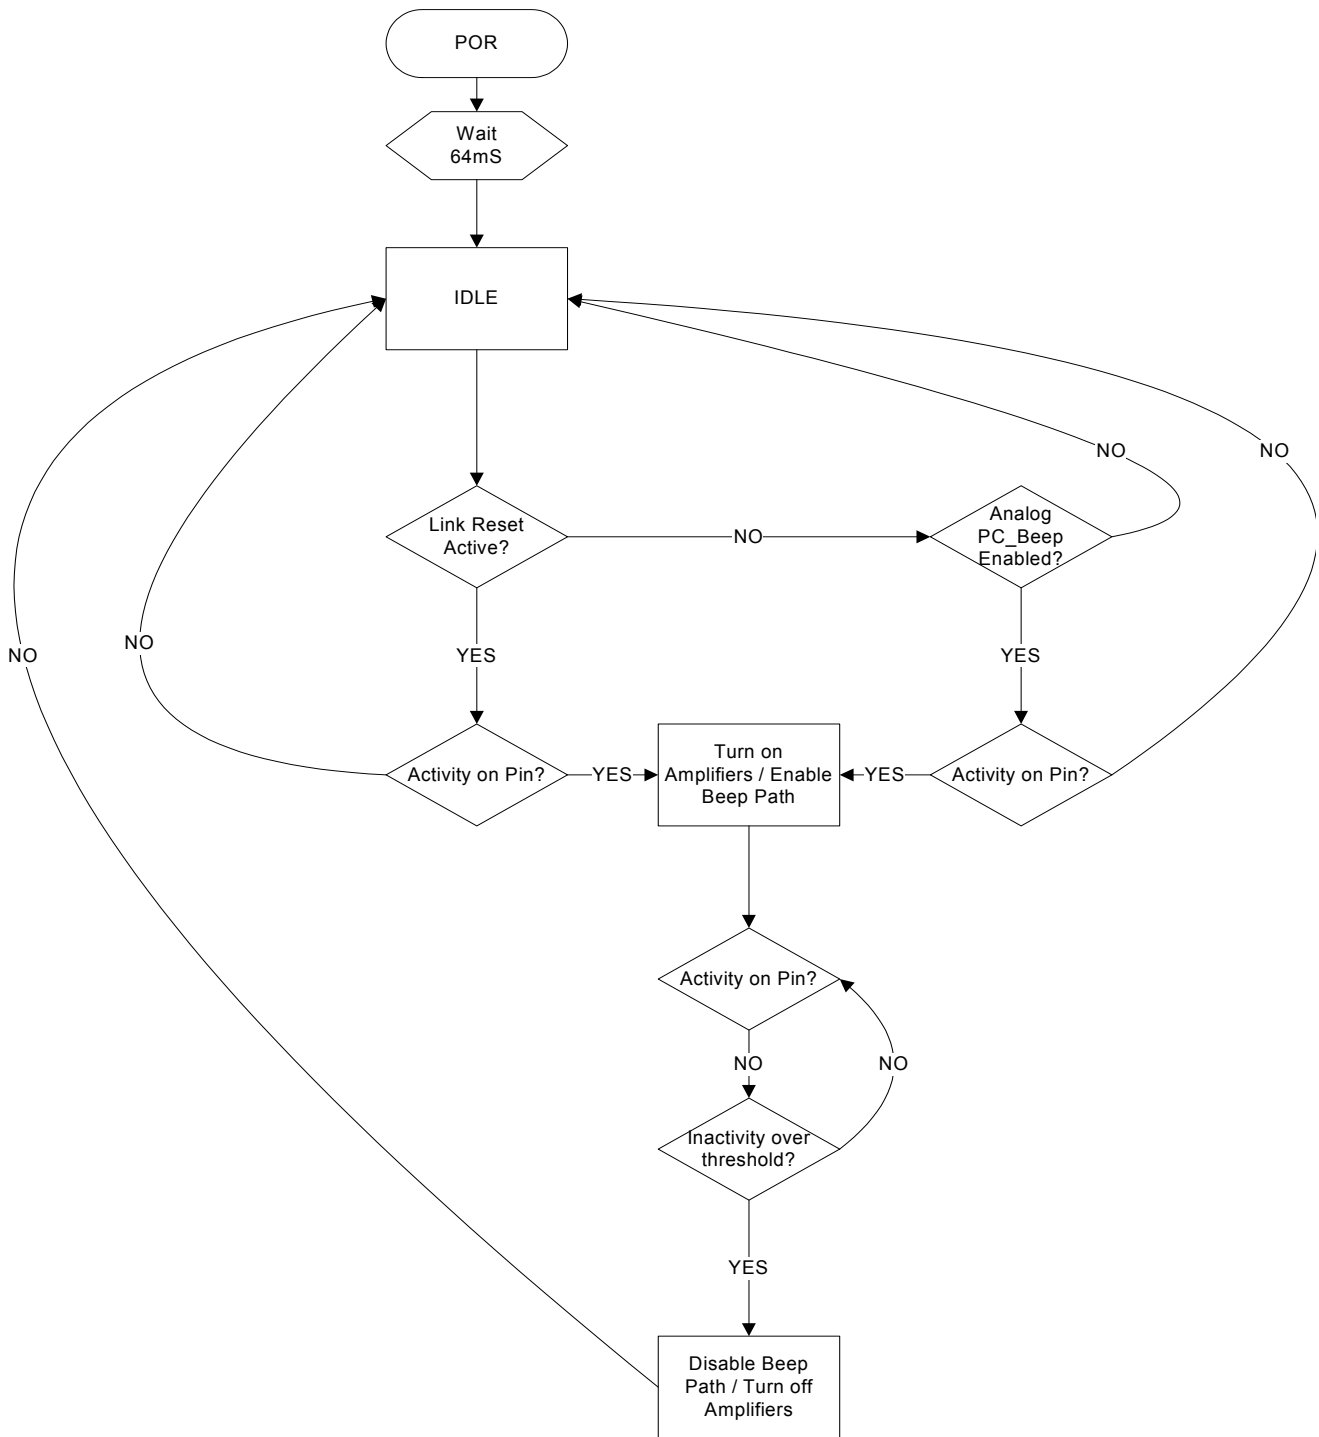 POR
Wait
64mS
IDLE
NO
NO
Link Reset
Active?
NO
Analog
PC_Beep
Enabled?
NO
NO
YES
YES
Activity on Pin?
YES
Turn on
Amplifiers / Enable
Beep Path
YES
Activity on Pin?
Activity on Pin?
NO
NO
Inactivity over
threshold?
YES
Disable Beep
Path / Turn off
Amplifiers